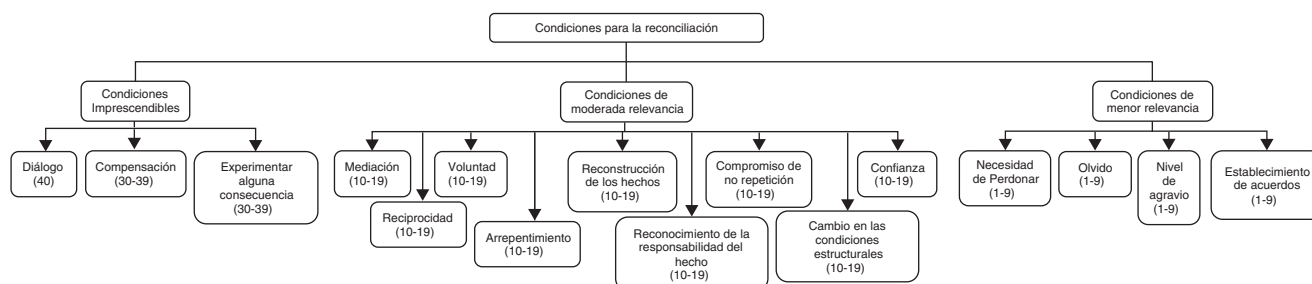 Condiciones para la reconciliación
Condiciones
Imprescindibles
Condiciones de
moderada relevancia
Condiciones de
menor relevancia
Diálogo
(40)
Compensación
(30-39)
Experimentar
alguna
consecuencia
(30-39)
Mediación
(10-19)
Reciprocidad
(10-19)
Voluntad
(10-19)
Arrepentimiento
(10-19)
Reconstrucción
de los hechos
(10-19)
Reconocimiento de la
responsabilidad del
hecho
(10-19)
Compromiso de
no repetición
(10-19)
Cambio en las
condiciones
estructurales
(10-19)
Confianza
(10-19)
Necesidad
de Perdonar
(1-9)
Olvido
(1-9)
Nivel
de
agravio
(1-9)
Establecimiento
de acuerdos
(1-9)